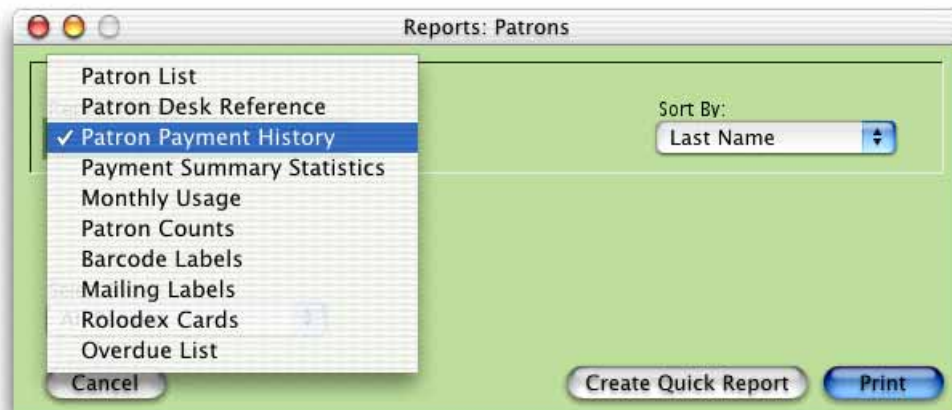 Reports: Patrons
Patron List
Patron Desk Reference
✓ Patron Payment History
Payment Summary Statistics
Monthly Usage
Patron Counts
Barcode Labels
Mailing Labels
Rolodex Cards
Overdue List
Sort By:
Last Name
Cancel
Create Quick Report
Print